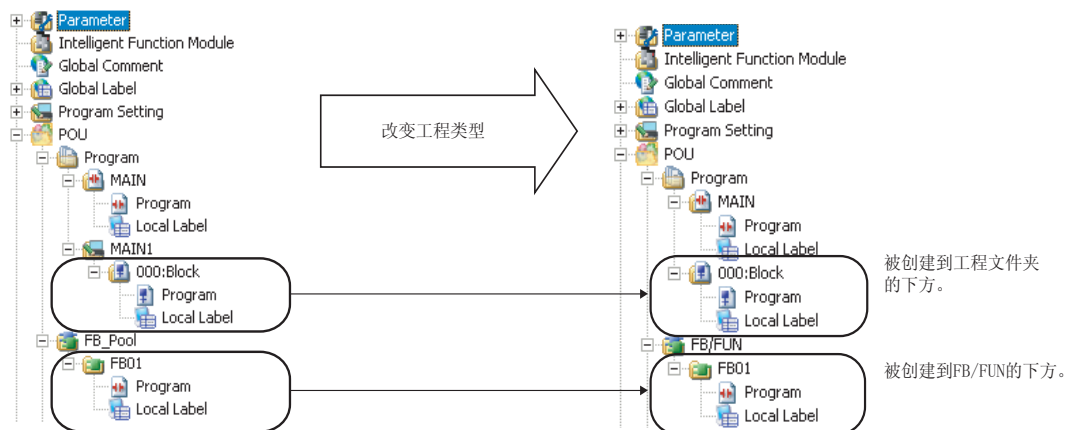 Parameter
Intelligent Function Module
Global Comment
Global Label
Program Setting
POU
Program
MAIN
Program
Local Label
MAIN1
000:Block
Program
Local Label
FB_Pool
FB01
Program
Local Label
改变工程类型
Parameter
Intelligent Function Module
Global Comment
Global Label
Program Setting
POU
Program
MAIN
Program
Local Label
000:Block
Program
Local Label
FB/FUN
FB01
Program
Local Label
被创建到工程文件夹
的下方。
被创建到FB/FUN的下方。